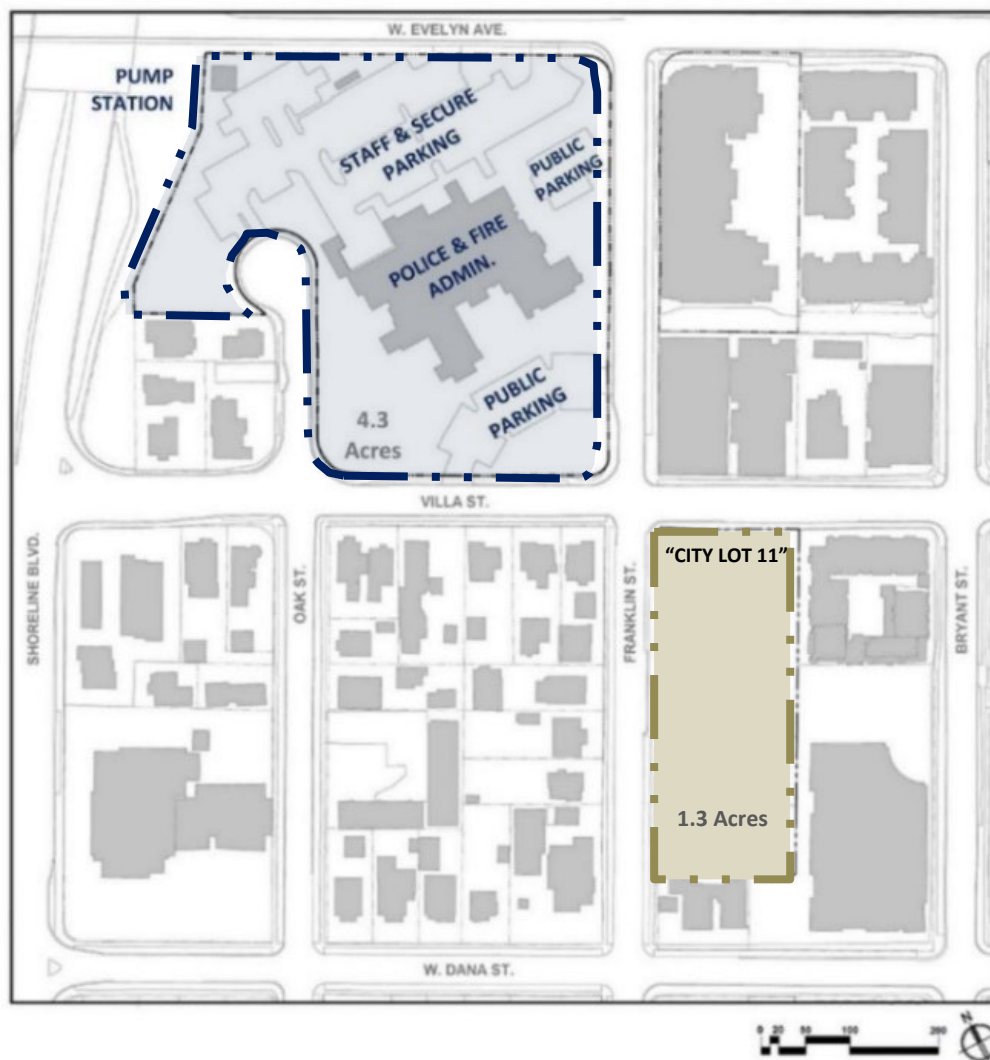 W. EVELYN AVE.
PUMP
STATION
STAFF & SECURE
PARKING
PUBLIC
PARKING
POLICE & FIRE
ADMIN.
PUBLIC
PARKING
4.3
Acres
VILLA ST.
SHORELINE BLVD.
OAK ST.
FRANKLIN ST.
"CITY LOT 11"
BRYANT ST.
1.3 Acres
W. DANA ST.
0 20 50 100 200
N